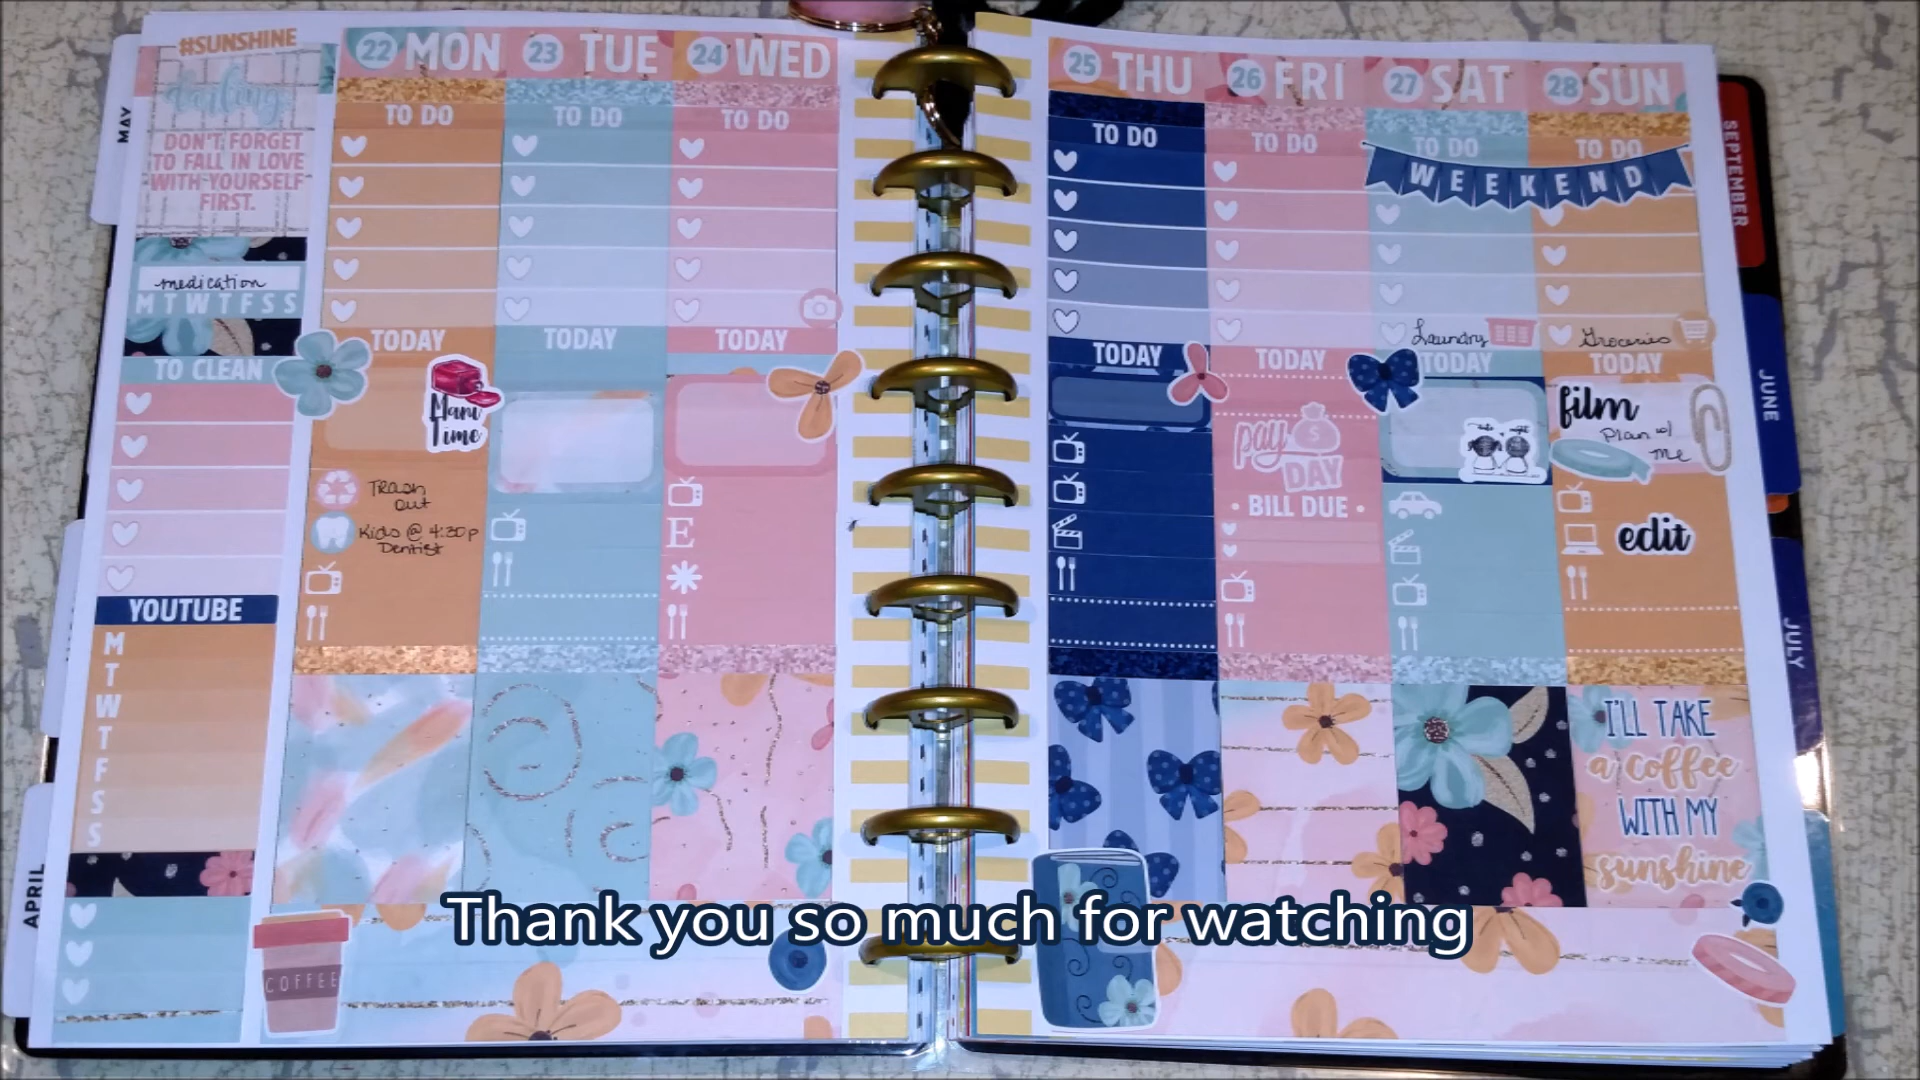 #SUNSHINE
darling,
DON'T FORGET
TO FALL IN LOVE
WITH YOURSELF
FIRST.
medication
M T W T F S S
TO CLEAN
YOUTUBE
M
T
W
T
F
S
S
22 MON
TO DO
TODAY
Mani
Time
Trash
Out
Kids @ 4:30p
Dentist
23 TUE
TO DO
TODAY
24 WED
TO DO
TODAY
E
25 THU
TO DO
TODAY
26 FRI
TO DO
TODAY
pay
$
DAY
• BILL DUE •
27 SAT
TO DO
WEEKEND
Laundry
TODAY
28 SUN
TO DO
Groceries
TODAY
film
Plan w/
me
edit
I'LL TAKE
a coffee
WITH MY
sunshine
COFFEE
MAY
APRIL
SEPTEMBER
JUNE
JULY
Thank you so much for watching